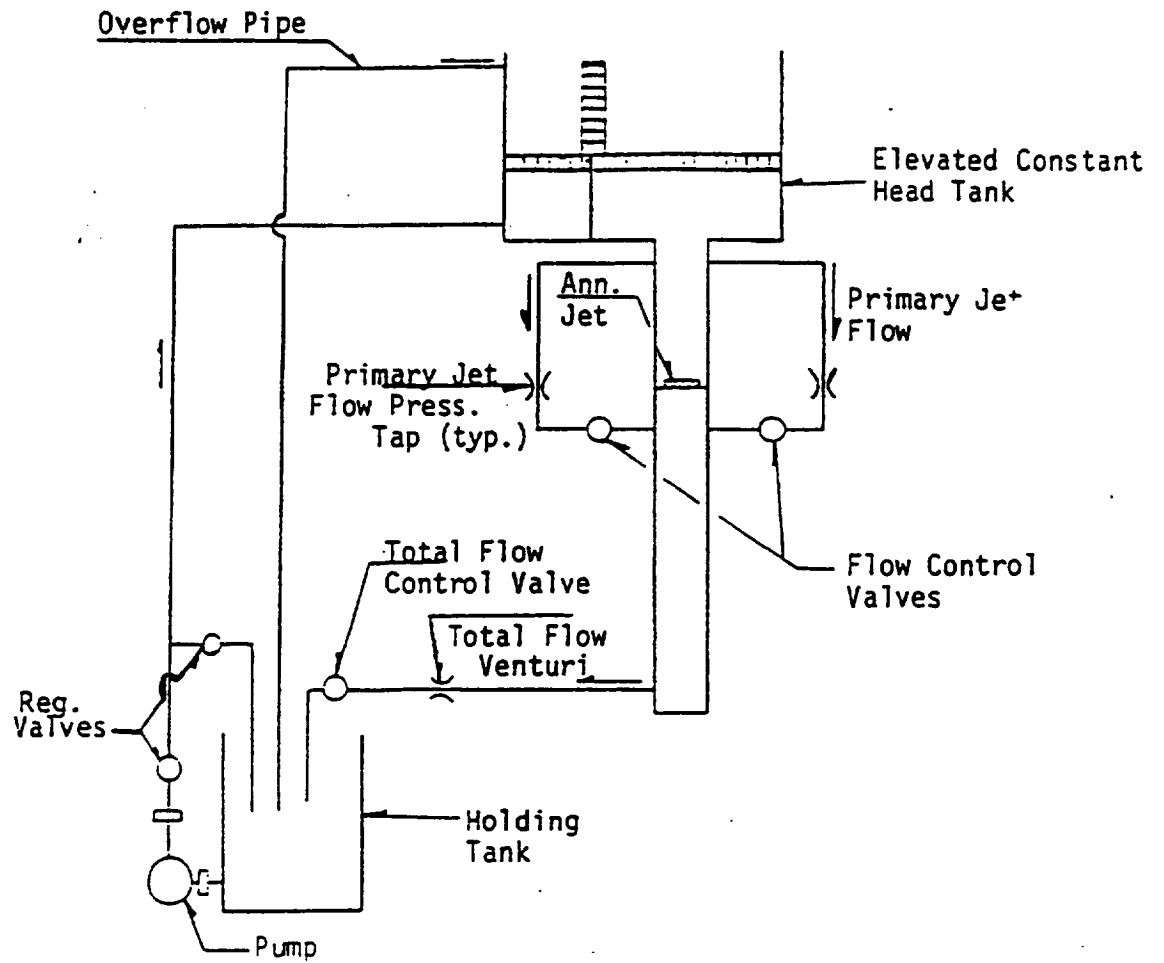 Overflow Pipe
Elevated Constant
Head Tank
Ann.
Jet
Primary Jet
Flow
Primary Jet
Flow Press.
Tap (typ.)
Total Flow
Control Valve
Flow Control
Valves
Total Flow
Venturi
Reg.
Valves
Holding
Tank
Pump